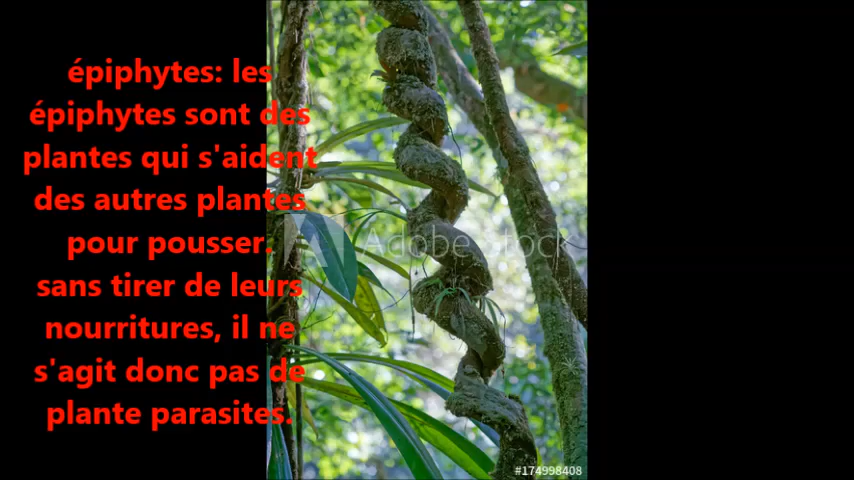 épiphytes: les
épiphytes sont des
plantes qui s'aident
des autres plantes
pour pousser.
sans tirer de leurs
nourritures, il ne
s'agit donc pas de
plante parasites.
Adobe Stock
#174998408